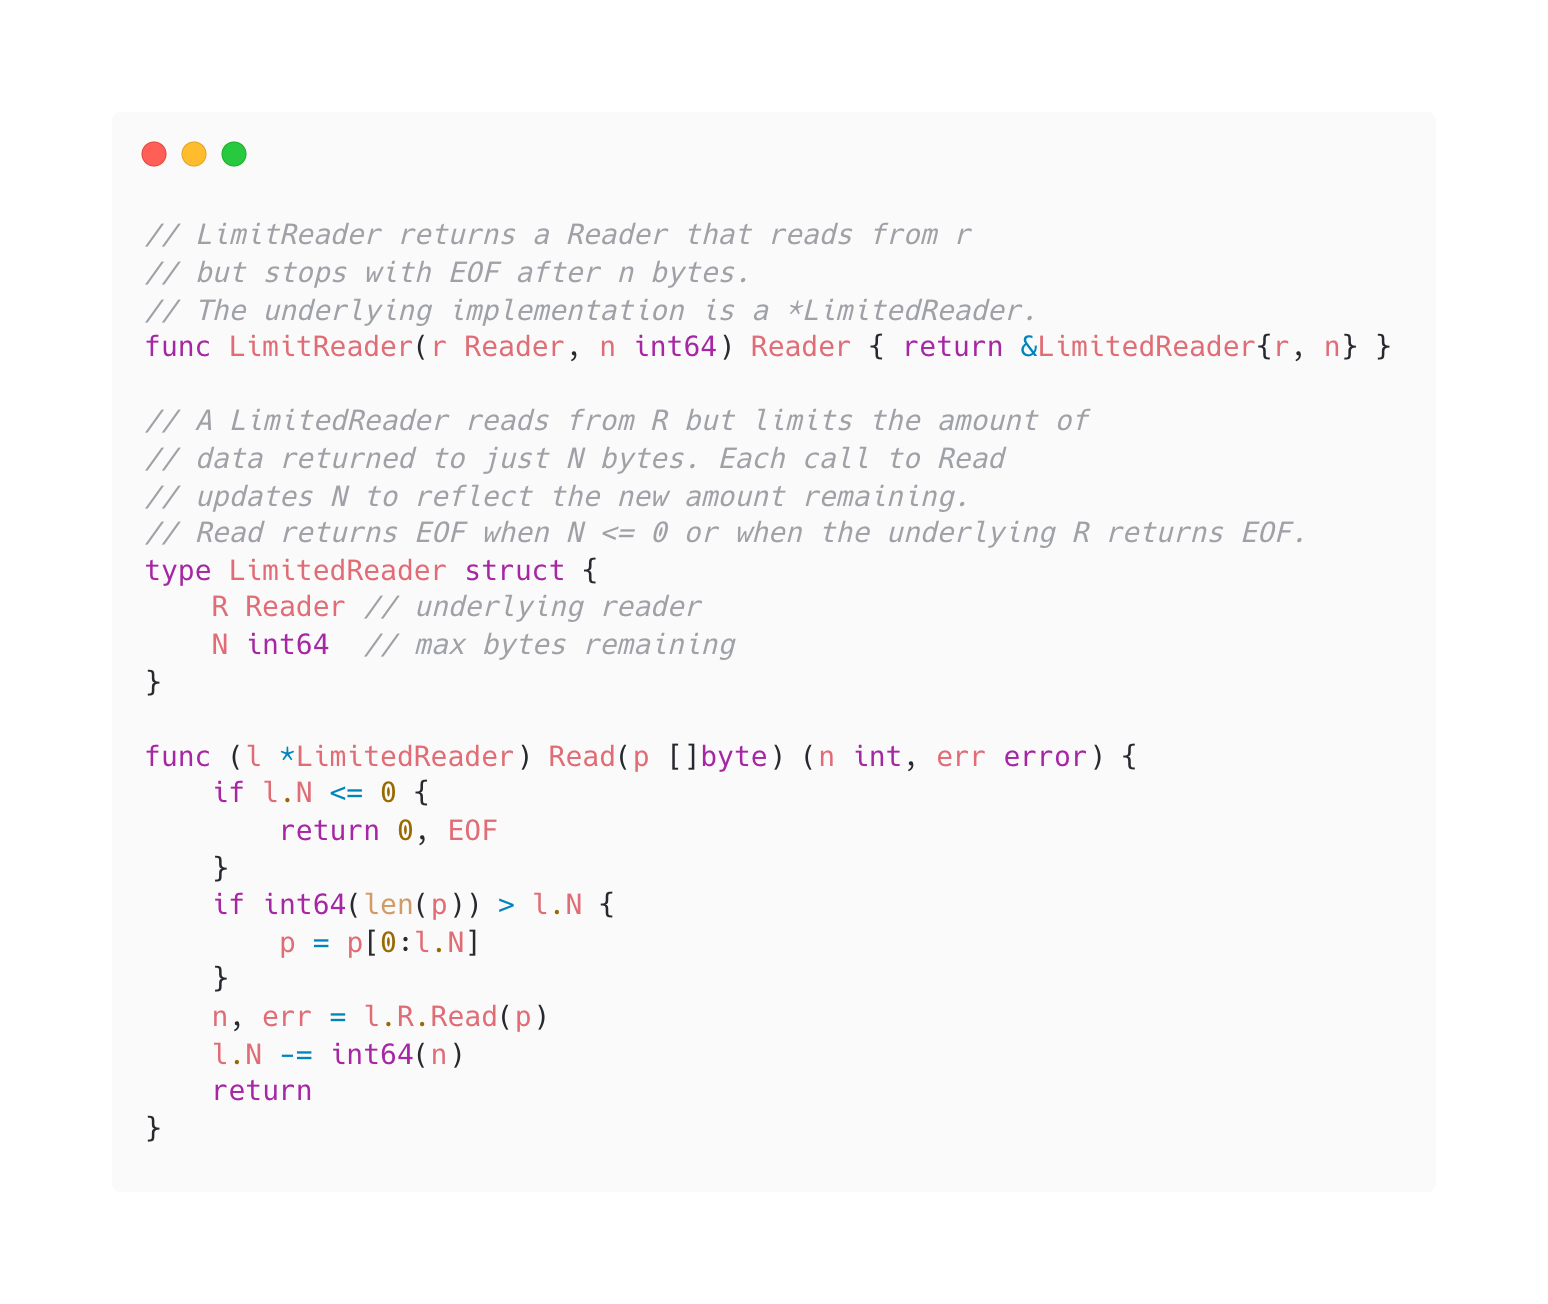 // LimitReader returns a Reader that reads from r
// but stops with EOF after n bytes.
// The underlying implementation is a *LimitedReader.
func LimitReader(r Reader, n int64) Reader { return &LimitedReader{r, n} }

// A LimitedReader reads from R but limits the amount of
// data returned to just N bytes. Each call to Read
// updates N to reflect the new amount remaining.
// Read returns EOF when N <= 0 or when the underlying R returns EOF.
type LimitedReader struct {
    R Reader // underlying reader
    N int64  // max bytes remaining
}

func (l *LimitedReader) Read(p []byte) (n int, err error) {
    if l.N <= 0 {
        return 0, EOF
    }
    if int64(len(p)) > l.N {
        p = p[0:l.N]
    }
    n, err = l.R.Read(p)
    l.N -= int64(n)
    return
}